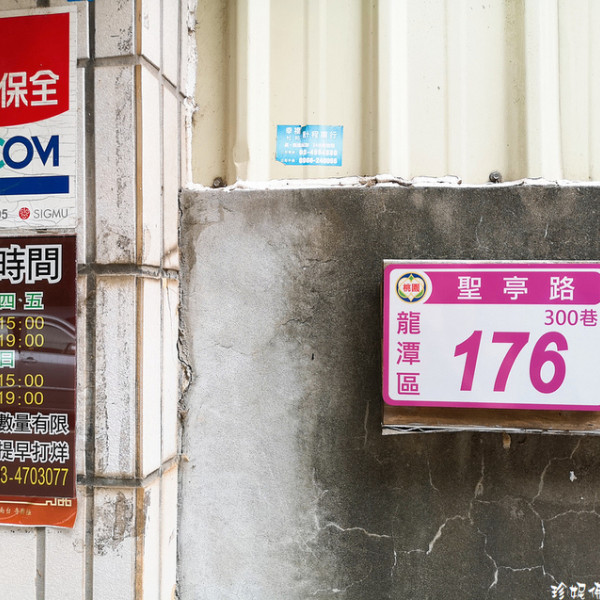 保全
COM
05 SIGMU
時間
四 五
15:00
19:00
日
15:00
19:00
數量有限
提早打烊
3-4703077
桃園
聖亭路
300巷
龍潭區
176